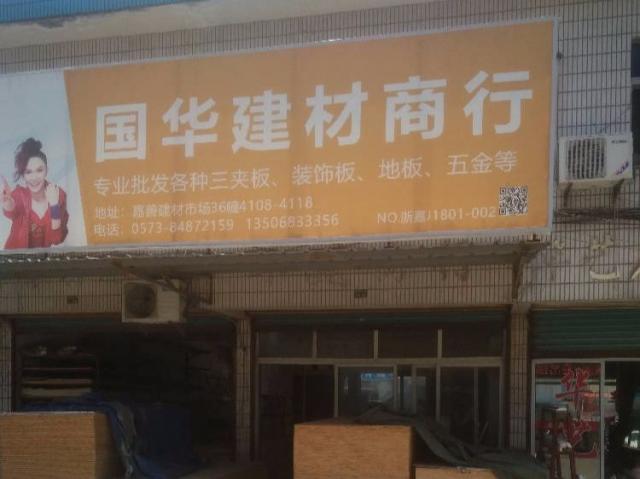 国华建材商行
专业批发各种三夹板、装饰板、地板、五金等
地址：嘉善建材市场36幢4108-4118
电话：0573-84872159 13506833356
NO.浙嘉J1801-002
华